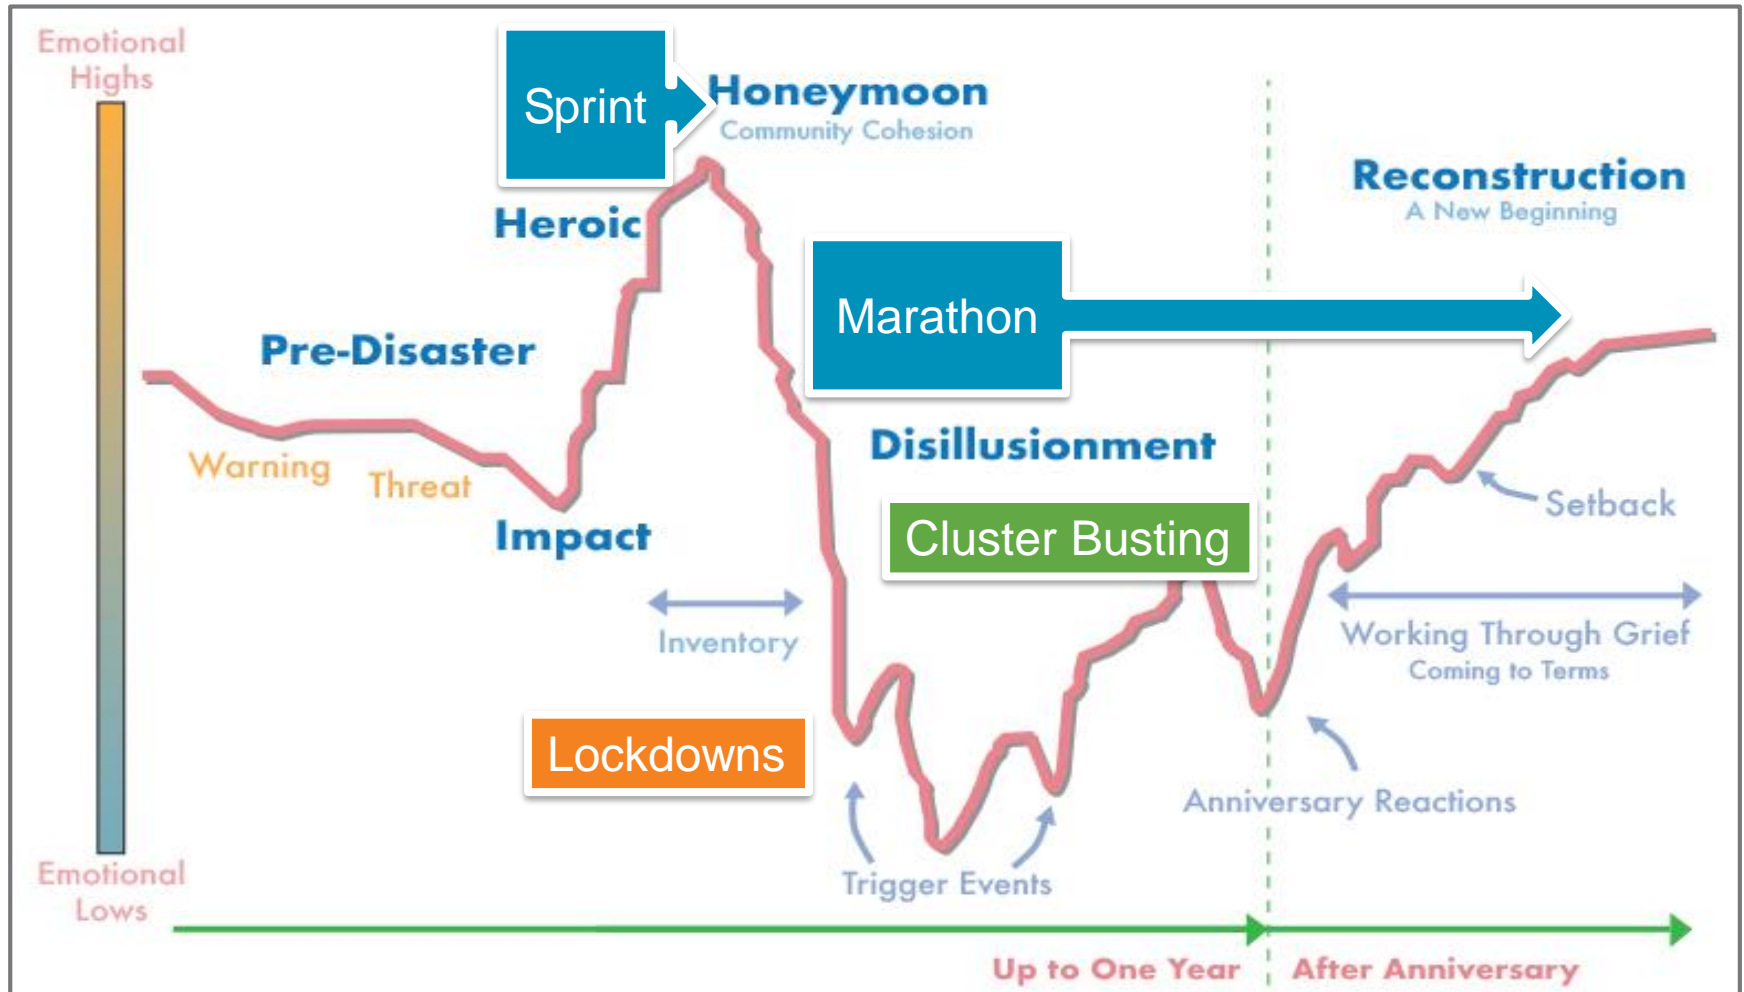 Emotional
Highs
Sprint
Honeymoon
Community Cohesion
Reconstruction
A New Beginning
Heroic
Marathon
Pre-Disaster
Disillusionment
Warning
Threat
Setback
Impact
Cluster Busting
Inventory
Working Through Grief
Coming to Terms
Lockdowns
Anniversary Reactions
Trigger Events
Emotional
Lows
Up to One Year
After Anniversary